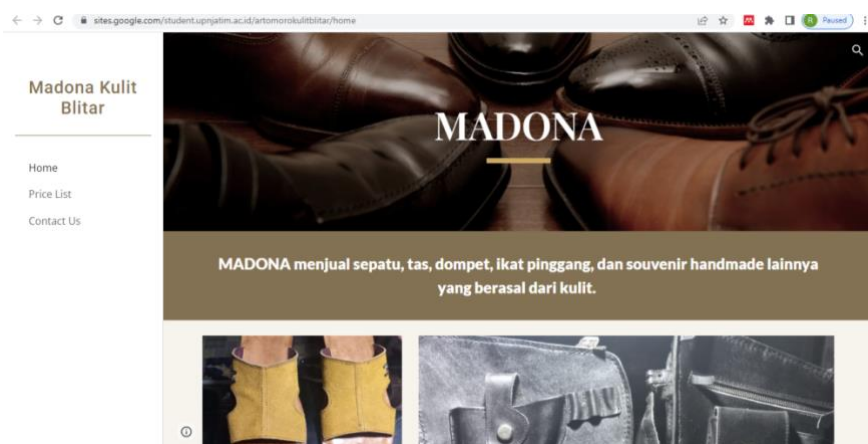 sites.google.com/student.upnjatim.ac.id/artomorokulitblitar/home
R Paused
Madona Kulit
Blitar
Home
Price List
Contact Us
MADONA
MADONA menjual sepatu, tas, dompet, ikat pinggang, dan souvenir handmade lainnya
yang berasal dari kulit.